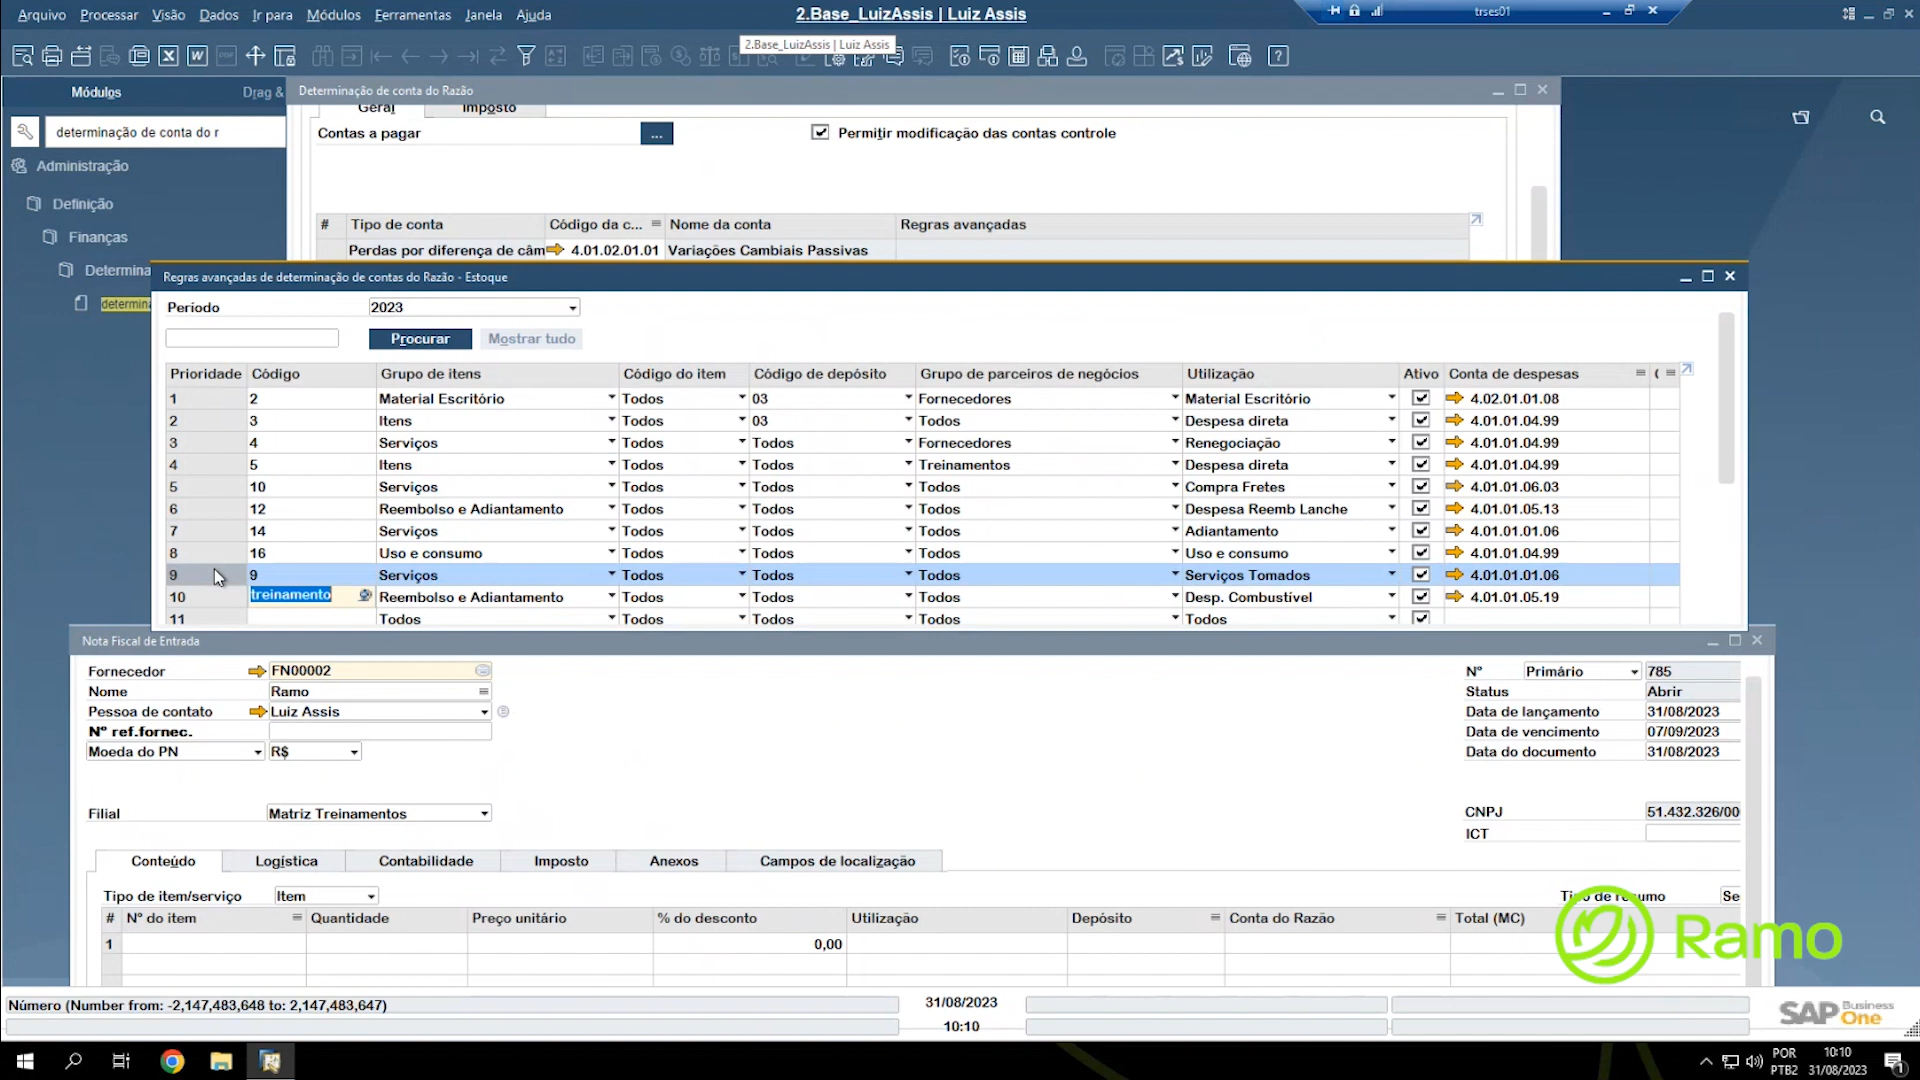 Arquivo Processar Visão Dados Ir para Módulos Ferramentas Janela Ajuda
2.Base_LuizAssis | Luiz Assis
trses01
2.Base_LuizAssis | Luiz Assis
Módulos Drag &
determinação de conta do r
Administração
Definição
Finanças
Determina
determina
Determinação de conta do Razão
Geral Imposto
Contas a pagar ... Permitir modificação das contas controle
# Tipo de conta Código da c... Nome da conta Regras avançadas
Perdas por diferença de câm 4.01.02.01.01 Variações Cambiais Passivas
Regras avançadas de determinação de contas do Razão - Estoque
Período 2023
Procurar Mostrar tudo
Prioridade Código Grupo de itens Código do item Código de depósito Grupo de parceiros de negócios Utilização Ativo Conta de despesas
1 2 Material Escritório Todos 03 Fornecedores Material Escritório 4.02.01.01.08
2 3 Itens Todos 03 Todos Despesa direta 4.01.01.04.99
3 4 Serviços Todos Todos Fornecedores Renegociação 4.01.01.04.99
4 5 Itens Todos Todos Treinamentos Despesa direta 4.01.01.04.99
5 10 Serviços Todos Todos Todos Compra Fretes 4.01.01.06.03
6 12 Reembolso e Adiantamento Todos Todos Todos Despesa Reemb Lanche 4.01.01.05.13
7 14 Serviços Todos Todos Todos Adiantamento 4.01.01.01.06
8 16 Uso e consumo Todos Todos Todos Uso e consumo 4.01.01.04.99
9 9 Serviços Todos Todos Todos Serviços Tomados 4.01.01.01.06
10 treinamento Reembolso e Adiantamento Todos Todos Todos Desp. Combustível 4.01.01.05.19
11 Todos Todos Todos Todos Todos
Nota Fiscal de Entrada
Fornecedor FN00002
Nome Ramo
Pessoa de contato Luiz Assis
Nº ref.fornec.
Moeda do PN R$
Filial Matriz Treinamentos
Nº Primário 785
Status Abrir
Data de lançamento 31/08/2023
Data de vencimento 07/09/2023
Data do documento 31/08/2023
CNPJ 51.432.326/00
ICT
Conteúdo Logística Contabilidade Imposto Anexos Campos de localização
Tipo de item/serviço Item
# Nº do item Quantidade Preço unitário % do desconto Utilização Depósito Conta do Razão Total (MC)
1 0,00
Ramo
Número (Number from: -2,147,483,648 to: 2,147,483,647)
31/08/2023
10:10
SAP Business One
POR
PTB2
10:10
31/08/2023